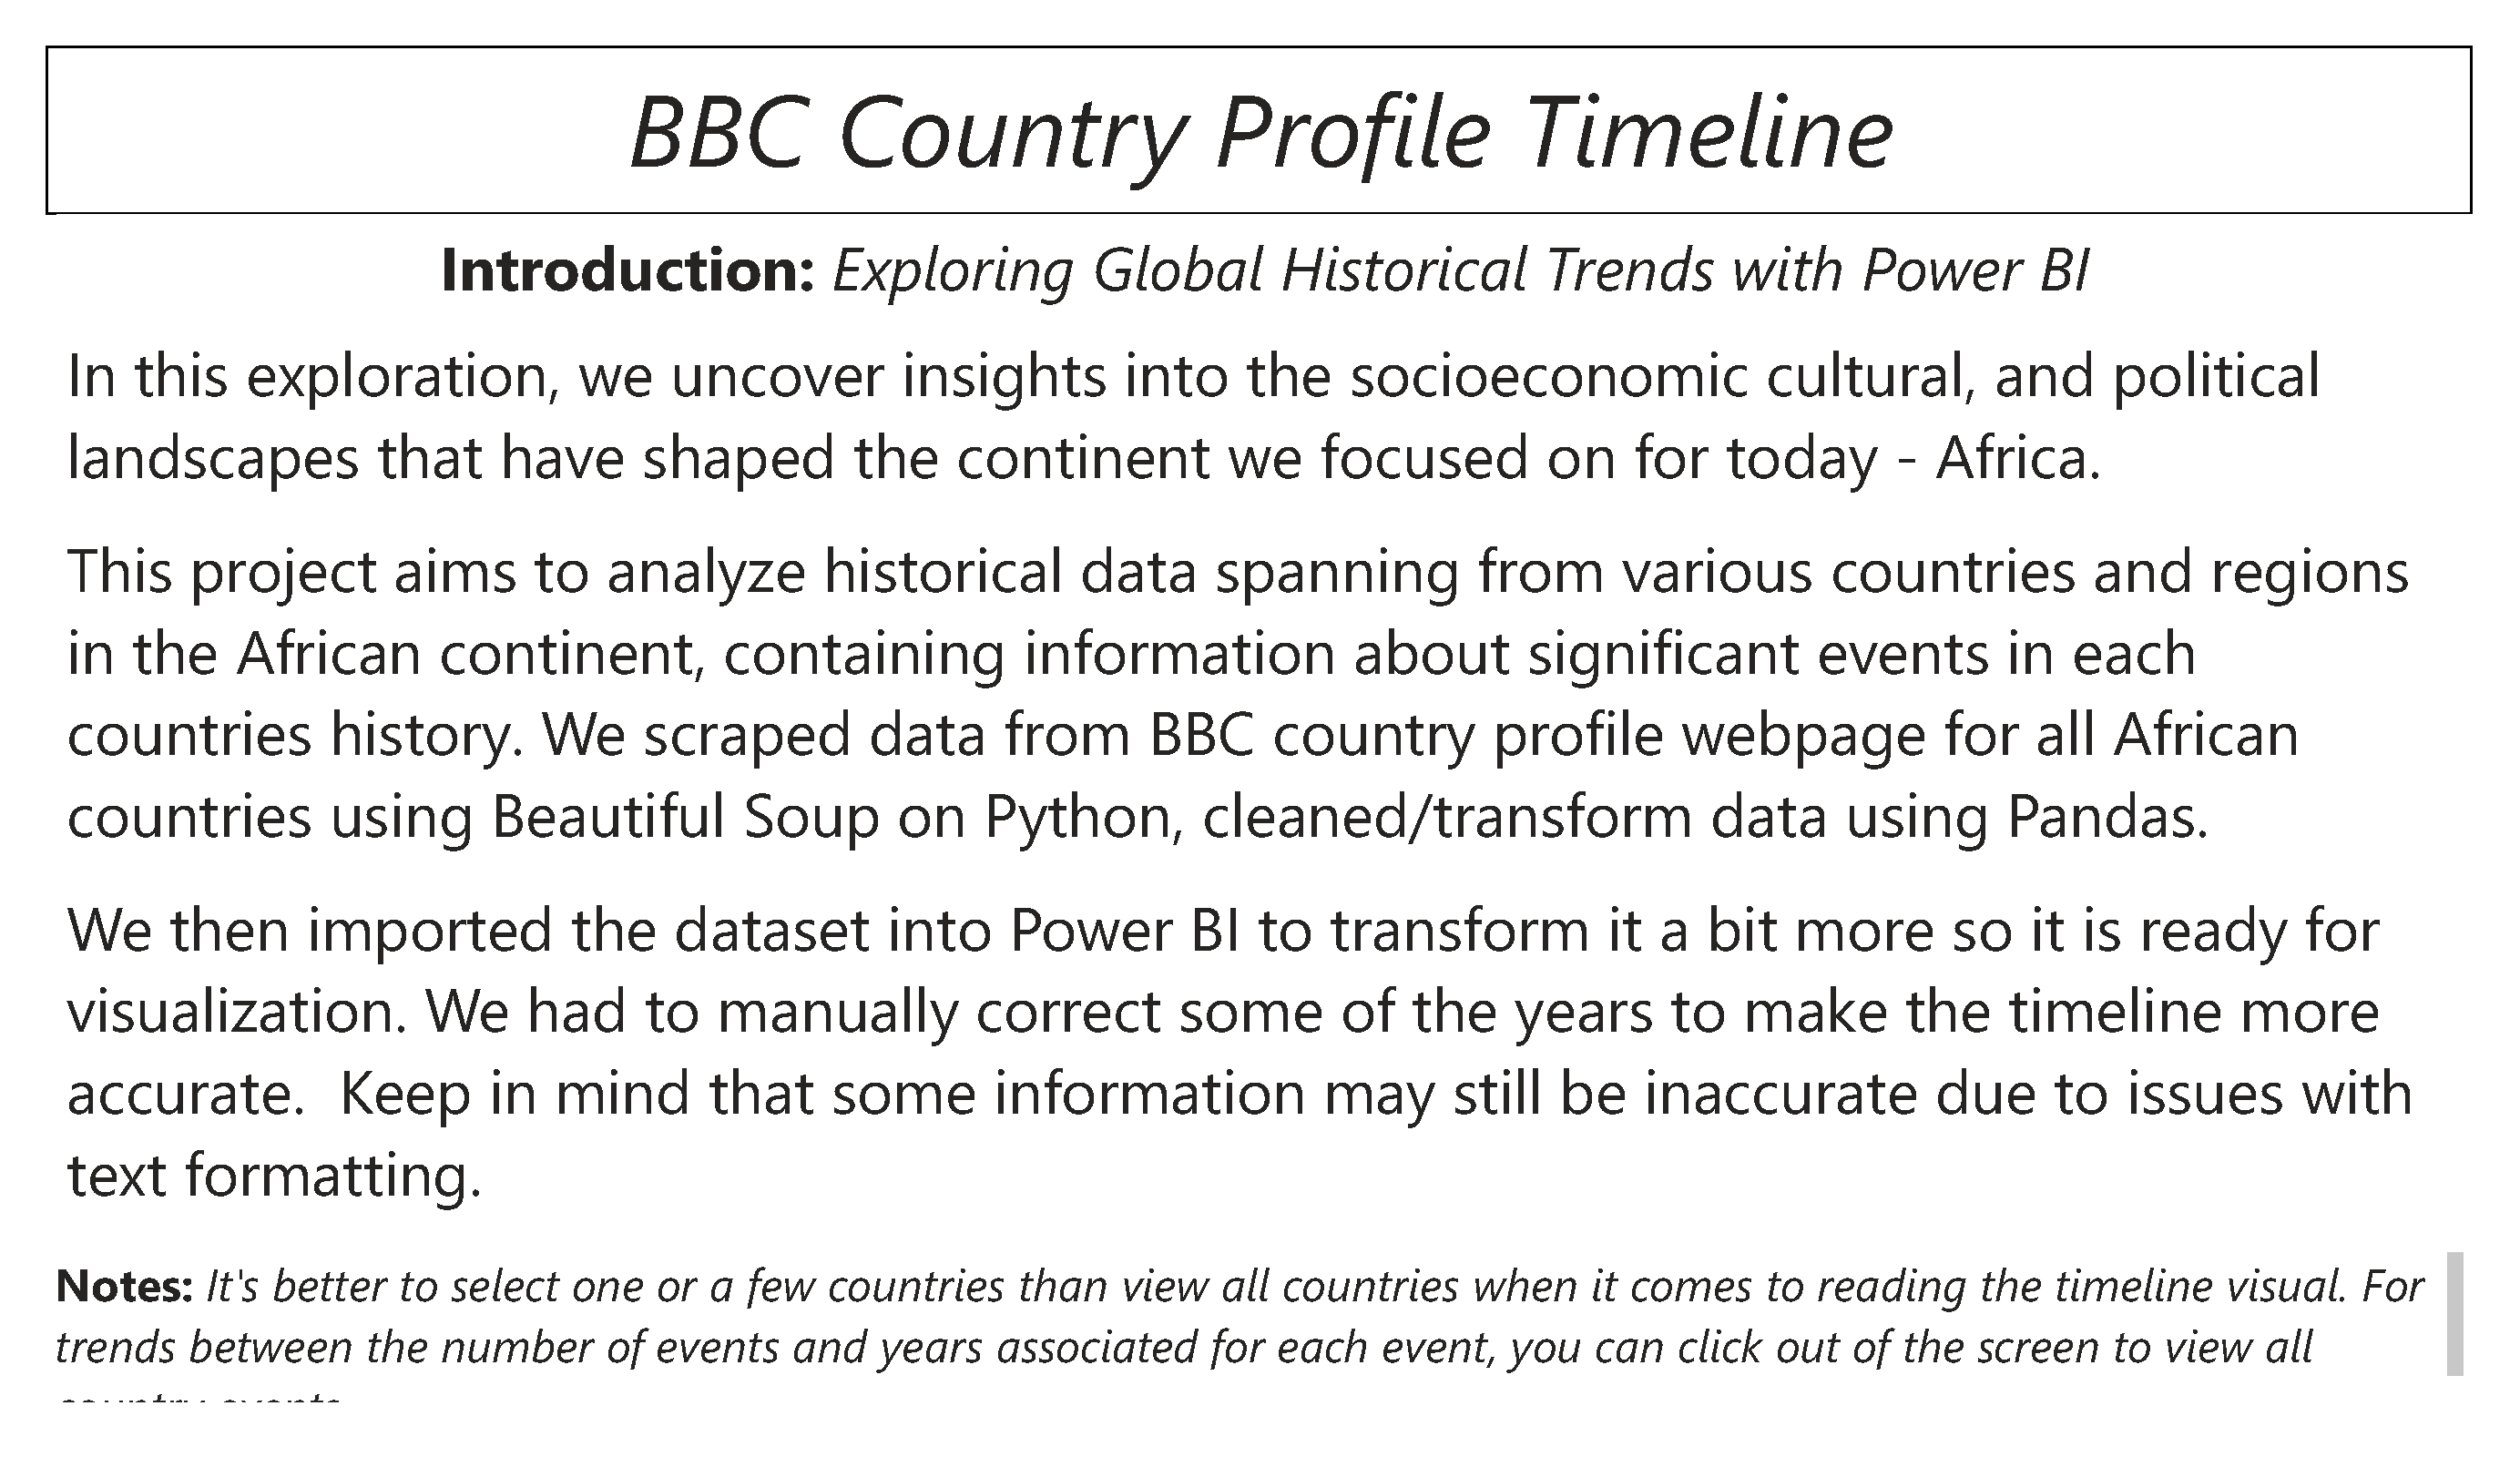 BBC Country Profile Timeline
Introduction: Exploring Global Historical Trends with Power BI
In this exploration, we uncover insights into the socioeconomic cultural, and political
landscapes that have shaped the continent we focused on for today - Africa.
This project aims to analyze historical data spanning from various countries and regions
in the African continent, containing information about significant events in each
countries history. We scraped data from BBC country profile webpage for all African
countries using Beautiful Soup on Python, cleaned/transform data using Pandas.
We then imported the dataset into Power BI to transform it a bit more so it is ready for
visualization. We had to manually correct some of the years to make the timeline more
accurate.  Keep in mind that some information may still be inaccurate due to issues with
text formatting.
Notes: It's better to select one or a few countries than view all countries when it comes to reading the timeline visual. For
trends between the number of events and years associated for each event, you can click out of the screen to view all